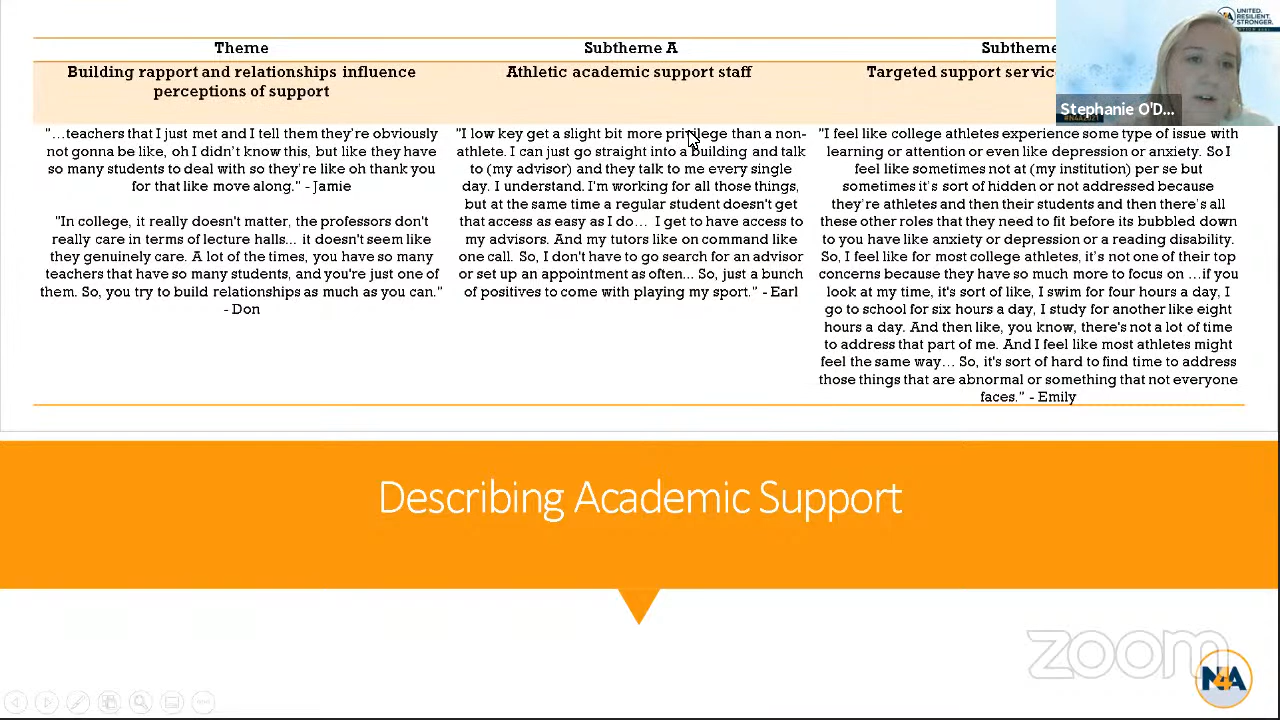 Theme
Subtheme A
Subtheme
Building rapport and relationships influence
perceptions of support
Athletic academic support staff
Targeted support servic
"...teachers that I just met and I tell them they're obviously
not gonna be like, oh I didn't know this, but like they have
so many students to deal with so they're like oh thank you
for that like move along." - Jamie
"In college, it really doesn't matter, the professors don't
really care in terms of lecture halls... it doesn't seem like
they genuinely care. A lot of the times, you have so many
teachers that have so many students, and you're just one of
them. So, you try to build relationships as much as you can."
- Don
"I low key get a slight bit more privilege than a non-
athlete. I can just go straight into a building and talk
to (my advisor) and they talk to me every single
day. I understand. I'm working for all those things,
but at the same time a regular student doesn't get
that access as easy as I do... I get to have access to
my advisors. And my tutors like on command like
one call. So, I don't have to go search for an advisor
or set up an appointment as often... So, just a bunch
of positives to come with playing my sport." - Earl
"I feel like college athletes experience some type of issue with
learning or attention or even like depression or anxiety. So I
feel like sometimes not at (my institution) per se but
sometimes it's sort of hidden or not addressed because
they're athletes and then their students and then there's all
these other roles that they need to fit before its bubbled down
to you have like anxiety or depression or a reading disability.
So, I feel like for most college athletes, it's not one of their top
concerns because they have so much more to focus on ...if you
look at my time, it's sort of like, I swim for four hours a day, I
go to school for six hours a day, I study for another like eight
hours a day. And then like, you know, there's not a lot of time
to address that part of me. And I feel like most athletes might
feel the same way... So, it's sort of hard to find time to address
those things that are abnormal or something that not everyone
faces." - Emily
UNITED.
RESILIENT.
STRONGER.
Stephanie O'D...
#N4A2021
Describing Academic Support
zoom
N4A